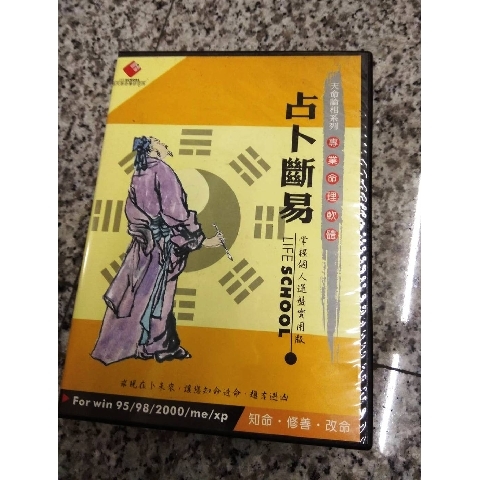 天命論相系列
專業命理軟體
占卜斷易
掌握個人運盤實用版
LIFE SCHOOL
For win 95/98/2000/me/xp
知命·修善·改命